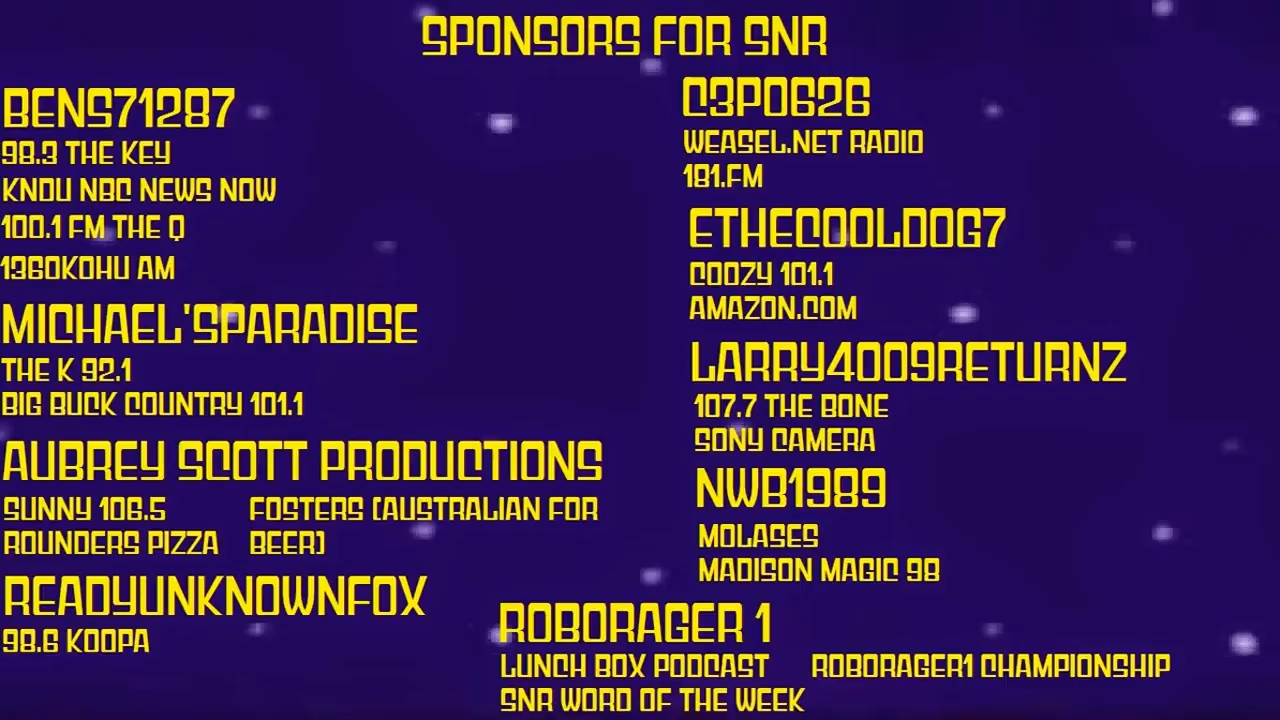 SPONSORS FOR SNR
BENS71287
98.3 THE KEY
KNDU NBC NEWS NOW
100.1 FM THE Q
1360KOHU AM
MICHAEL'SPARADISE
THE K 92.1
BIG BUCK COUNTRY 101.1
AUBREY SCOTT PRODUCTIONS
SUNNY 106.5
ROUNDERS PIZZA
FOSTERS (AUSTRALIAN FOR
BEER)
READYUNKNOWNFOX
98.6 KOOPA
C3PO626
WEASEL.NET RADIO
181.FM
ETHECOOLDOG7
COOZY 101.1
AMAZON.COM
LARRY4009RETURNZ
107.7 THE BONE
SONY CAMERA
NWB1989
MOLASES
MADISON MAGIC 98
ROBORAGER 1
LUNCH BOX PODCAST
SNR WORD OF THE WEEK
ROBORAGER1 CHAMPIONSHIP